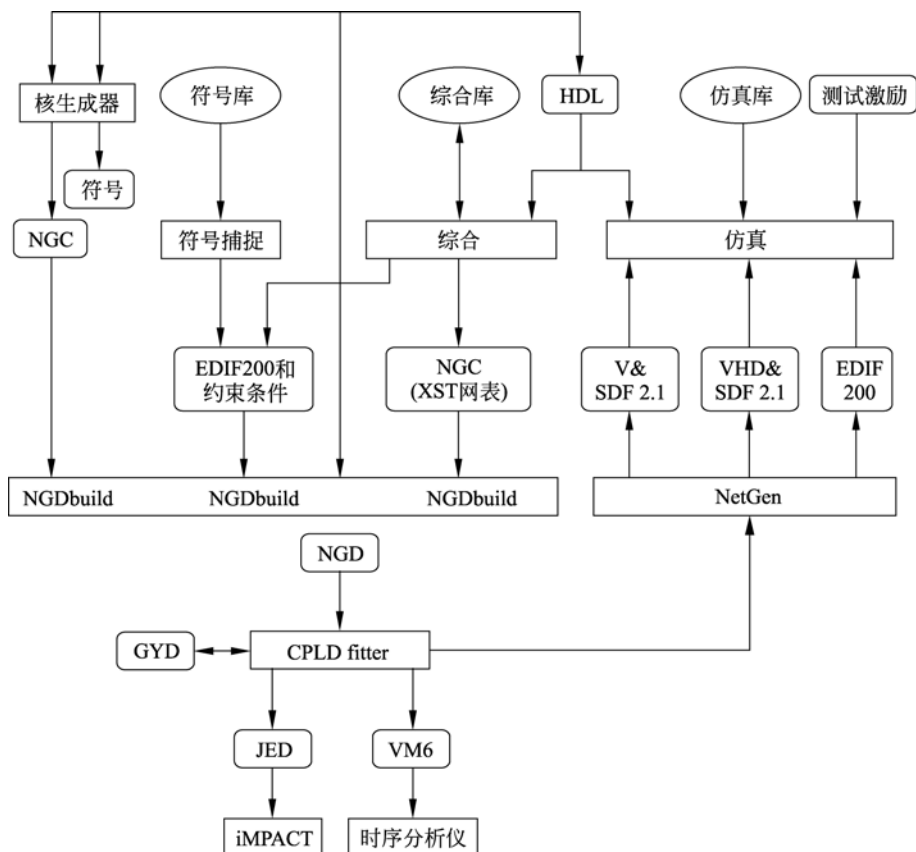 核生成器
符号库
综合库
HDL
仿真库
测试激励
符号
NGC
符号捕捉
综合
仿真
EDIF200和
约束条件
NGC
(XST网表)
V&
SDF 2.1
VHD&
SDF 2.1
EDIF
200
NGDbuild
NGDbuild
NGDbuild
NetGen
NGD
GYD
CPLD fitter
JED
VM6
iMPACT
时序分析仪